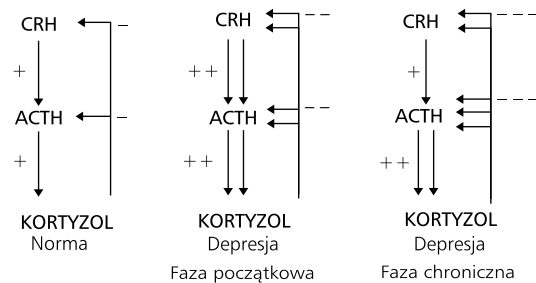 CRH
–
+
ACTH
–
+
KORTYZOL
Norma
CRH
– –
++
ACTH
– –
++
KORTYZOL
Depresja
Faza początkowa
CRH
– – –
+
ACTH
– – –
++
KORTYZOL
Depresja
Faza chroniczna